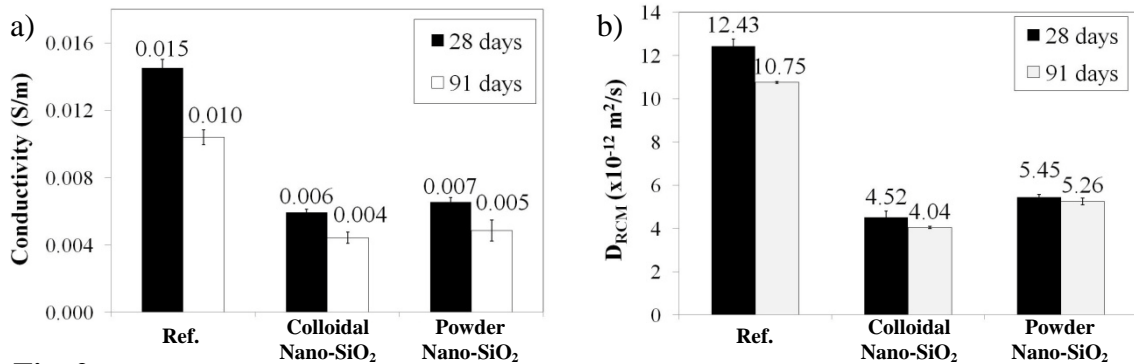 a)
Conductivity (S/m)
0.016
0.012
0.008
0.004
0.000
0.015
0.010
0.006
0.004
0.007
0.005
28 days
91 days
Ref.
Colloidal
Nano-SiO₂
Powder
Nano-SiO₂
b)
D_RCM (x10⁻¹² m²/s)
14
12
10
8
6
4
2
0
12.43
10.75
4.52
4.04
5.45
5.26
28 days
91 days
Ref.
Colloidal
Nano-SiO₂
Powder
Nano-SiO₂